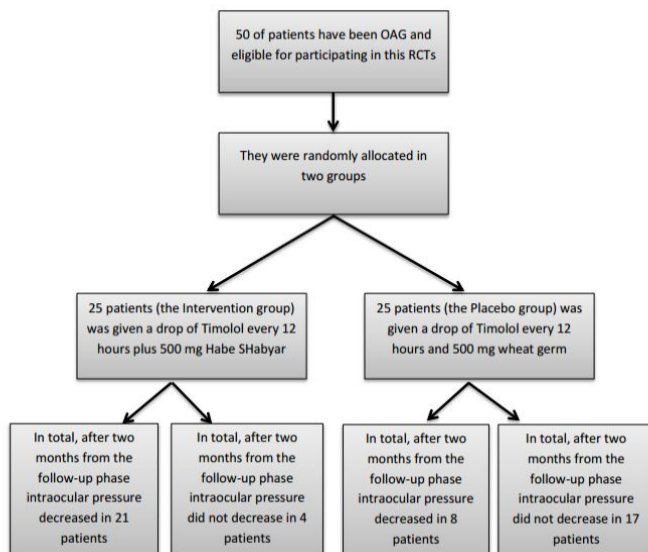 50 of patients have been OAG and
eligible for participating in this RCTs
They were randomly allocated in
two groups
25 patients (the Intervention group)
was given a drop of Timolol every 12
hours plus 500 mg Habe SHabyar
25 patients (the Placebo group) was
given a drop of Timolol every 12
hours and 500 mg wheat germ
In total, after two
months from the
follow-up phase
intraocular pressure
decreased in 21
patients
In total, after two
months from the
follow-up phase
intraocular pressure
did not decrease in 4
patients
In total, after two
months from the
follow-up phase
intraocular pressure
decreased in 8
patients
In total, after two
months from the
follow-up phase
intraocular pressure
did not decrease in 17
patients